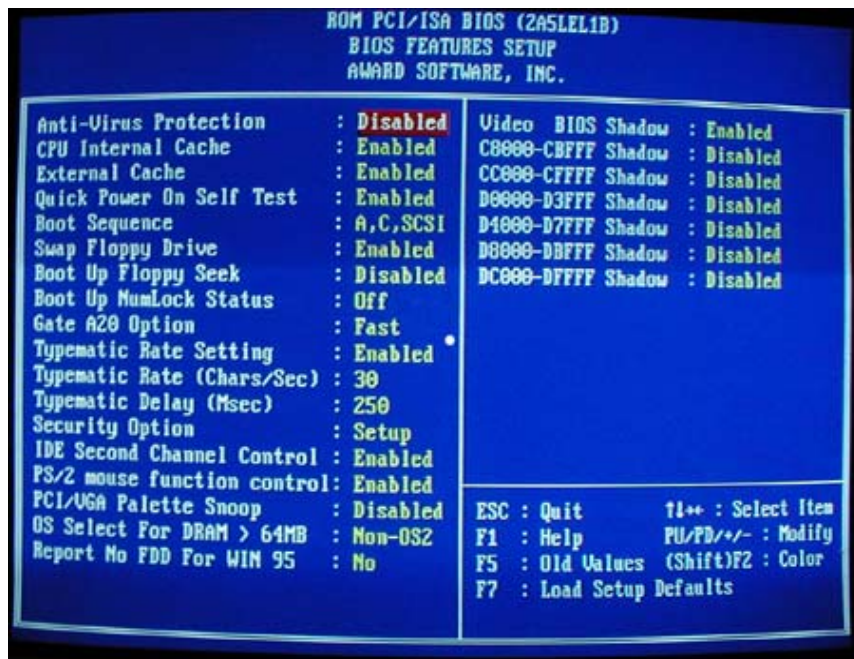 ROM PCI/ISA BIOS (2A5LEL1B)
BIOS FEATURES SETUP
AWARD SOFTWARE, INC.
Anti-Virus Protection : Disabled
CPU Internal Cache : Enabled
External Cache : Enabled
Quick Power On Self Test : Enabled
Boot Sequence : A,C,SCSI
Swap Floppy Drive : Enabled
Boot Up Floppy Seek : Disabled
Boot Up NumLock Status : Off
Gate A20 Option : Fast
Typematic Rate Setting : Enabled
Typematic Rate (Chars/Sec) : 30
Typematic Delay (Msec) : 250
Security Option : Setup
IDE Second Channel Control : Enabled
PS/2 mouse function control: Enabled
PCI/VGA Palette Snoop : Disabled
OS Select For DRAM > 64MB : Non-OS2
Report No FDD For WIN 95 : No
Video BIOS Shadow : Enabled
C8000-CBFFF Shadow : Disabled
CC000-CFFFF Shadow : Disabled
D0000-D3FFF Shadow : Disabled
D4000-D7FFF Shadow : Disabled
D8000-DBFFF Shadow : Disabled
DC000-DFFFF Shadow : Disabled
ESC : Quit ↑↓→← : Select Item
F1 : Help PU/PD/+/- : Modify
F5 : Old Values (Shift)F2 : Color
F7 : Load Setup Defaults